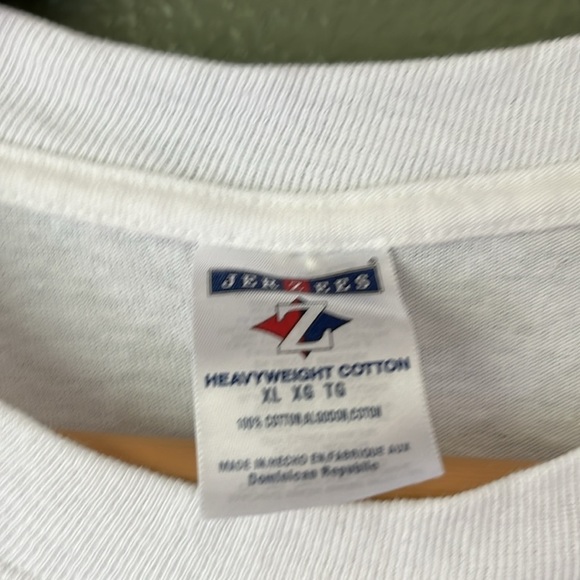 JERZEES
Z
HEAVYWEIGHT COTTON
XL XG TG
100% COTTON/ALGODON/COTON
MADE IN/HECHO EN/FABRIQUE AUX
Dominican Republic